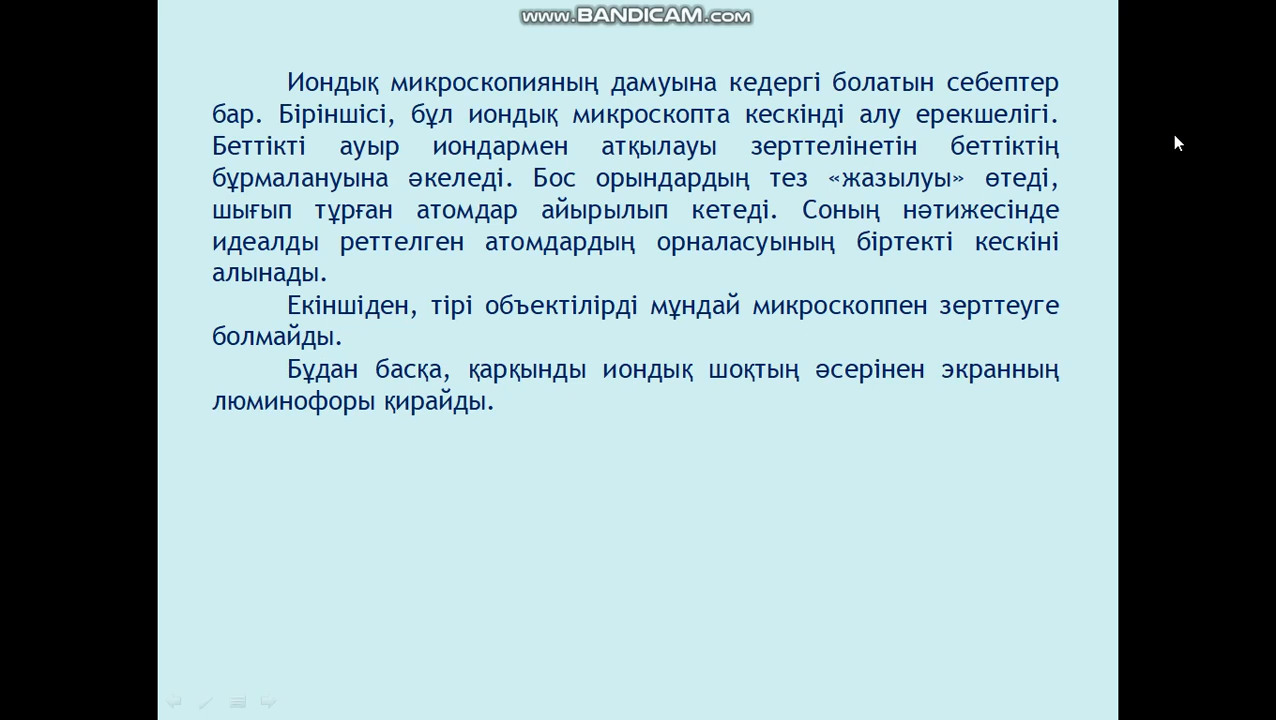 www.BANDICAM.com
Иондық микроскопияның дамуына кедергі болатын себептер
бар. Біріншісі, бұл иондық микроскопта кескінді алу ерекшелігі.
Беттікті ауыр иондармен атқылауы зерттелінетін беттіктің
бұрмалануына әкеледі. Бос орындардың тез «жазылуы» өтеді,
шығып тұрған атомдар айырылып кетеді. Соның нәтижесінде
идеалды реттелген атомдардың орналасуының біртекті кескіні
алынады.
Екіншіден, тірі объектілірді мұндай микроскоппен зерттеуге
болмайды.
Бұдан басқа, қарқынды иондық шоқтың әсерінен экранның
люминофоры қирайды.